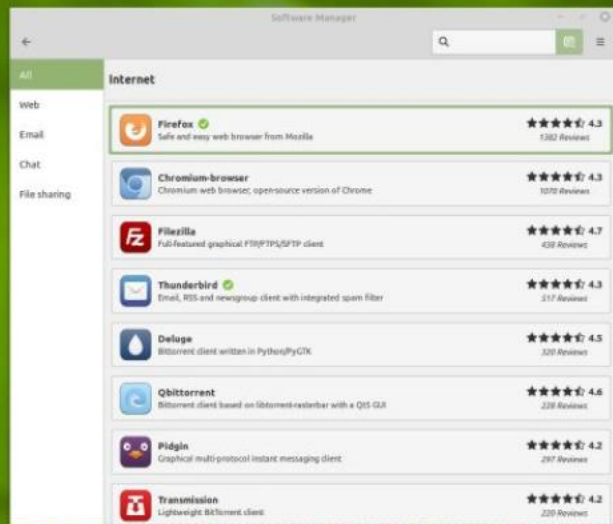 Software Manager
All
Web
Email
Chat
File sharing
Internet
Firefox
Safe and easy web browser from Mozilla
4.3
1382 Reviews
Chromium-browser
Chromium web browser, open-source version of Chrome
4.3
1070 Reviews
Filezilla
Full-featured graphical FTP/FTPS/SFTP client
4.7
438 Reviews
Thunderbird
Email, RSS and newsgroup client with integrated spam filter
4.3
517 Reviews
Deluge
Bittorrent client written in Python/PyGTK
4.5
320 Reviews
Qbittorrent
Bittorrent client based on libtorrent-rasterbar with a Qt5 GUI
4.6
228 Reviews
Pidgin
Graphical multi-protocol instant messaging client
4.2
297 Reviews
Transmission
Lightweight BitTorrent client
4.2
220 Reviews